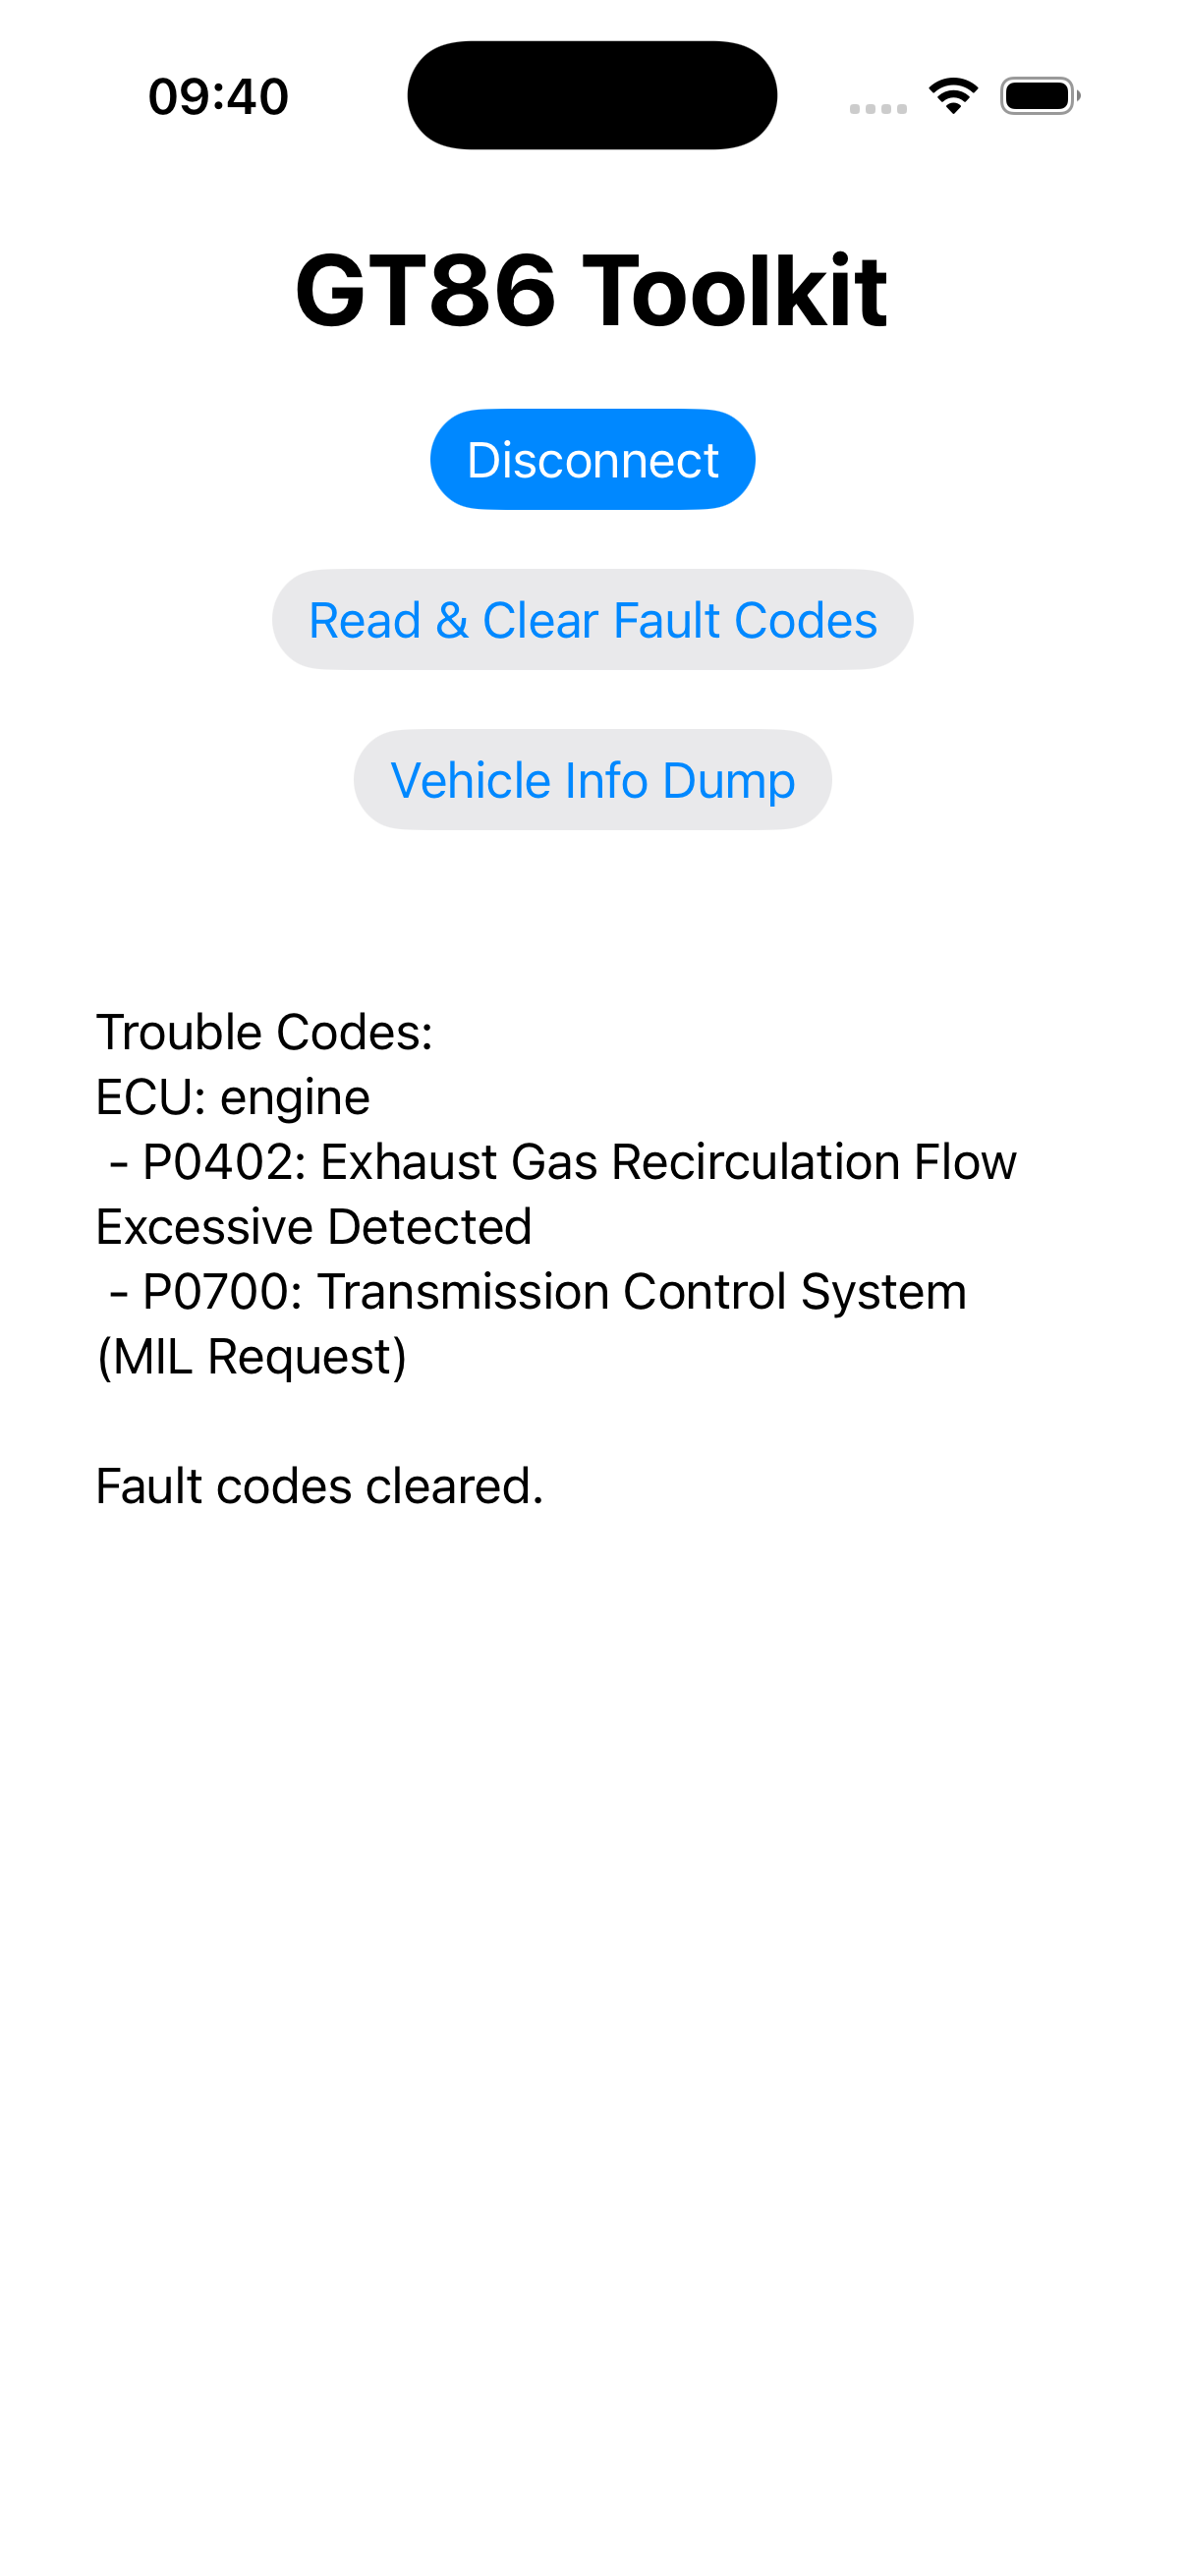 09:40
GT86 Toolkit
Disconnect
Read & Clear Fault Codes
Vehicle Info Dump
Trouble Codes:
ECU: engine
- P0402: Exhaust Gas Recirculation Flow
Excessive Detected
- P0700: Transmission Control System
(MIL Request)
Fault codes cleared.